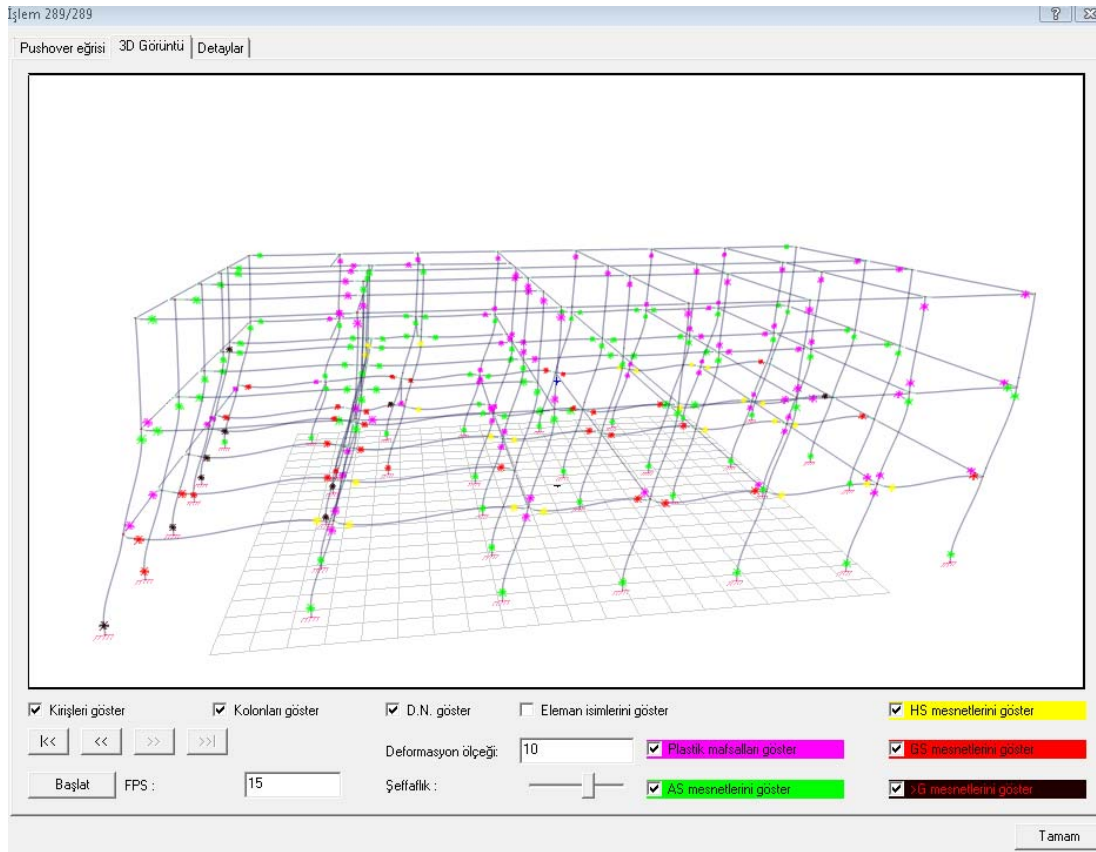 İşlem 289/289
Pushover eğrisi 3D Görüntü Detaylar
Kirişleri göster Kolonları göster D.N. göster Eleman isimlerini göster HS mesnetlerini göster
|<< << >> >>|
Deformasyon ölçeği: 10 Plastik mafsalları göster GS mesnetlerini göster
Başlat FPS : 15 Şeffaflık : AS mesnetlerini göster >G mesnetlerini göster
Tamam